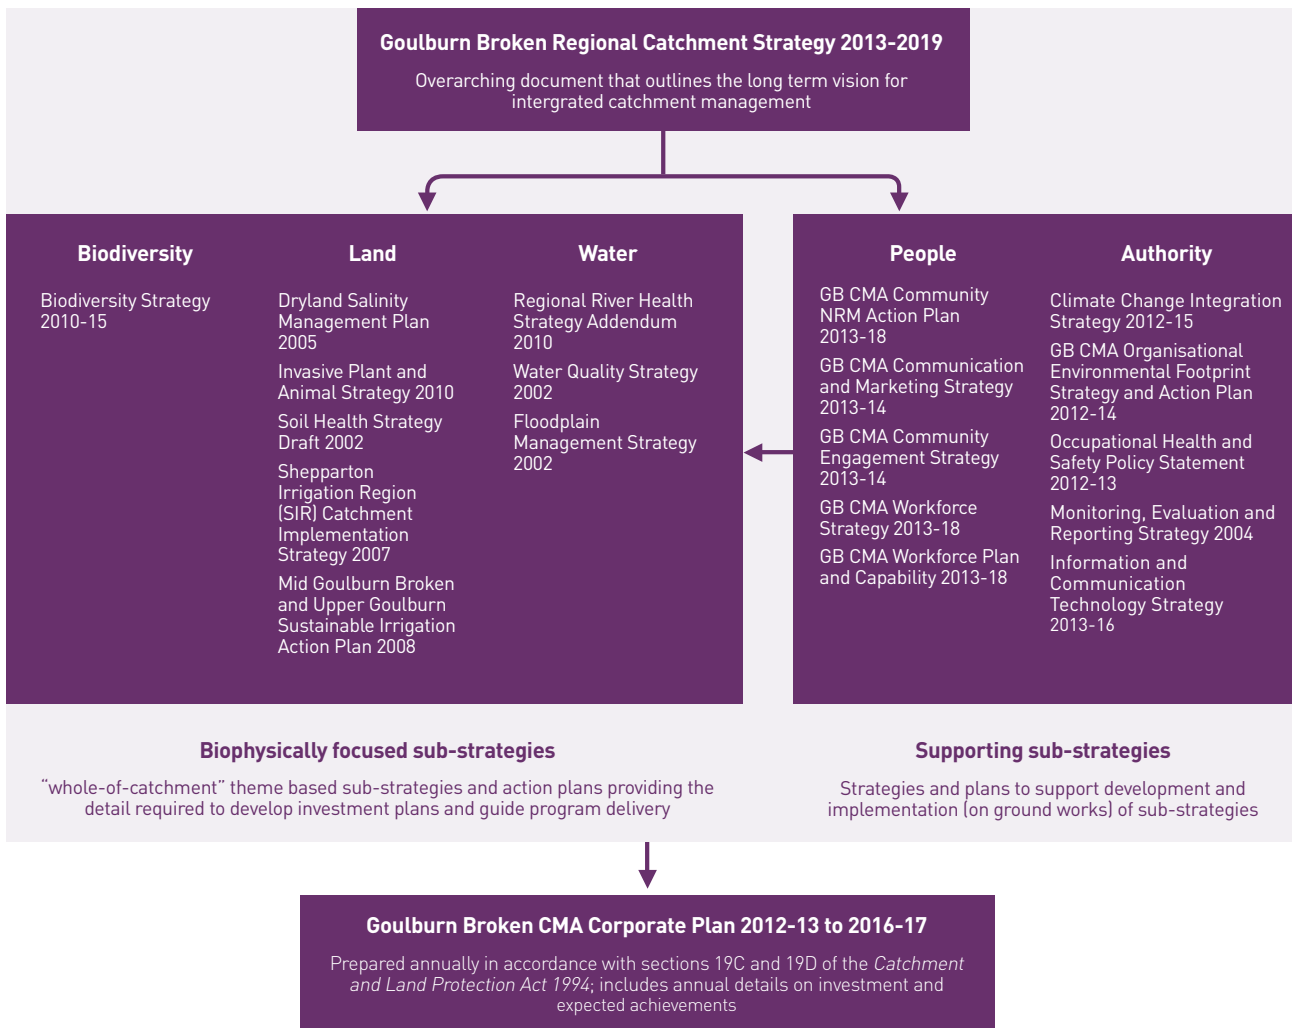 Goulburn Broken Regional Catchment Strategy 2013-2019
Overarching document that outlines the long term vision for
intergrated catchment management
Biodiversity
Biodiversity Strategy
2010-15
Land
Dryland Salinity
Management Plan
2005
Invasive Plant and
Animal Strategy 2010
Soil Health Strategy
Draft 2002
Shepparton
Irrigation Region
(SIR) Catchment
Implementation
Strategy 2007
Mid Goulburn Broken
and Upper Goulburn
Sustainable Irrigation
Action Plan 2008
Water
Regional River Health
Strategy Addendum
2010
Water Quality Strategy
2002
Floodplain
Management Strategy
2002
People
GB CMA Community
NRM Action Plan
2013-18
GB CMA Communication
and Marketing Strategy
2013-14
GB CMA Community
Engagement Strategy
2013-14
GB CMA Workforce
Strategy 2013-18
GB CMA Workforce Plan
and Capability 2013-18
Authority
Climate Change Integration
Strategy 2012-15
GB CMA Organisational
Environmental Footprint
Strategy and Action Plan
2012-14
Occupational Health and
Safety Policy Statement
2012-13
Monitoring, Evaluation and
Reporting Strategy 2004
Information and
Communication
Technology Strategy
2013-16
Biophysically focused sub-strategies
“whole-of-catchment” theme based sub-strategies and action plans providing the
detail required to develop investment plans and guide program delivery
Supporting sub-strategies
Strategies and plans to support development and
implementation (on ground works) of sub-strategies
Goulburn Broken CMA Corporate Plan 2012-13 to 2016-17
Prepared annually in accordance with sections 19C and 19D of the Catchment
and Land Protection Act 1994; includes annual details on investment and
expected achievements